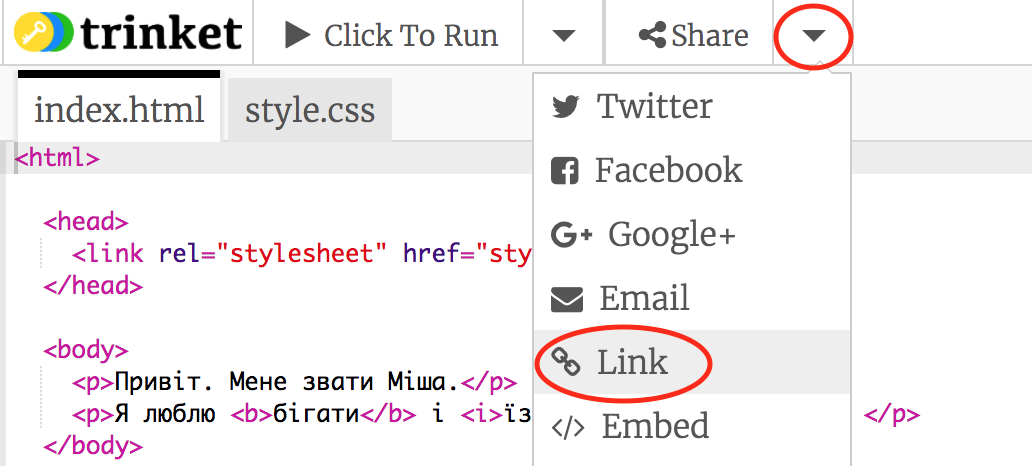 trinket Click To Run Share
index.html style.css
Twitter
Facebook
Google+
Email
Link
Embed
<html>
<head>
<link rel="stylesheet" href="sty
</head>
<body>
<p>Привіт. Мене звати Міша.</p>
<p>Я люблю <b>бігати</b> і <i>їз </p>
</body>